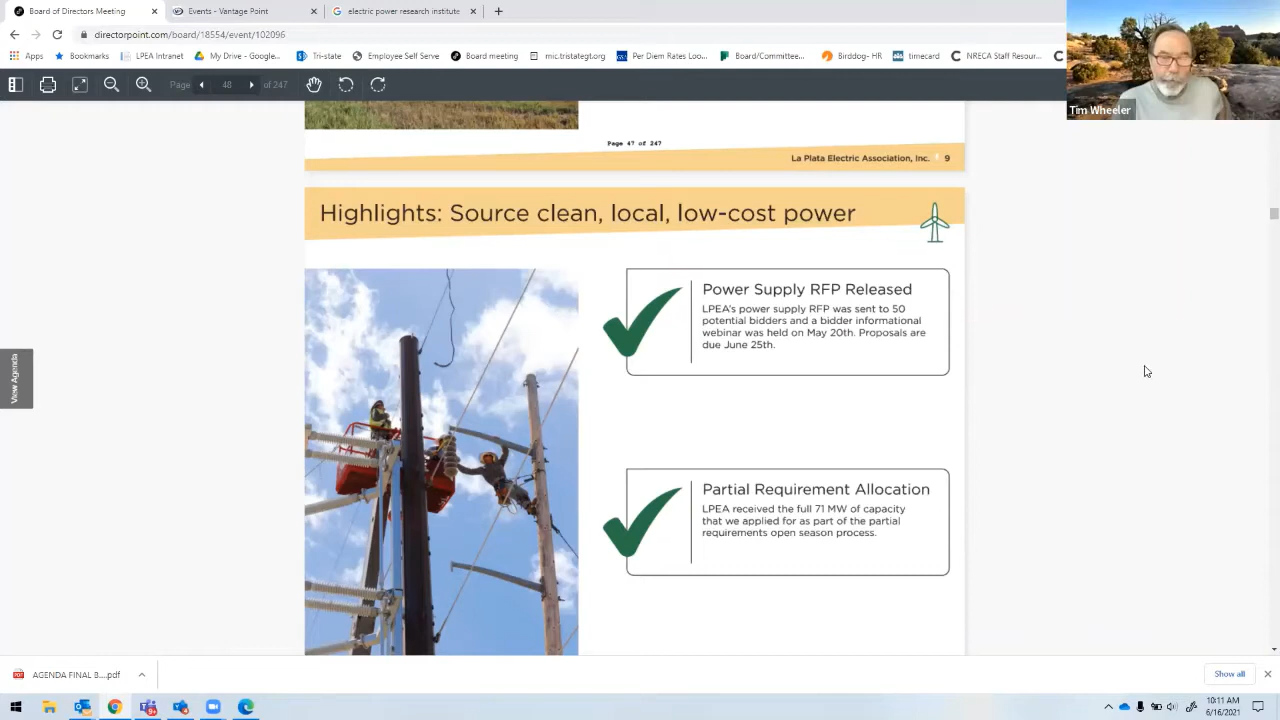 Board of Directors Meeting
Events - Vantage Point
electric power research institute
directorpoint.com/board/18554/event/102096
Apps
Bookmarks
LPEA Intranet
My Drive - Google...
Tri-state
Employee Self Serve
Board meeting
mic.tristategt.org
Per Diem Rates Loo...
Board/Committee...
Birddog- HR
timecard
NRECA Staff Resour...
Tim Wheeler
Page 48 of 247
Page 47 of 247
La Plata Electric Association, Inc. 9
Highlights: Source clean, local, low-cost power
Power Supply RFP Released
LPEA's power supply RFP was sent to 50
potential bidders and a bidder informational
webinar was held on May 20th. Proposals are
due June 25th.
View Agenda
Partial Requirement Allocation
LPEA received the full 71 MW of capacity
that we applied for as part of the partial
requirements open season process.
AGENDA FINAL B....pdf
Show all
10:11 AM
6/16/2021